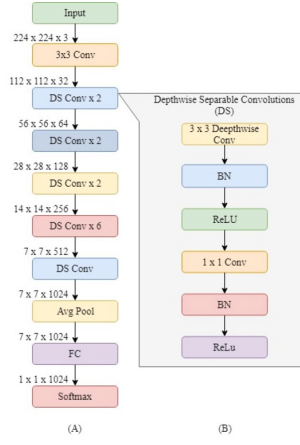 Input
224 x 224 x 3
3x3 Conv
112 x 112 x 32
DS Conv x 2
56 x 56 x 64
DS Conv x 2
28 x 28 x 128
DS Conv x 2
14 x 14 x 256
DS Conv x 6
7 x 7 x 512
DS Conv
7 x 7 x 1024
Avg Pool
7 x 7 x 1024
FC
1 x 1 x 1024
Softmax
(A)
Depthwise Separable Convolutions
(DS)
3 x 3 Deepthwise
Conv
BN
ReLU
1 x 1 Conv
BN
ReLu
(B)